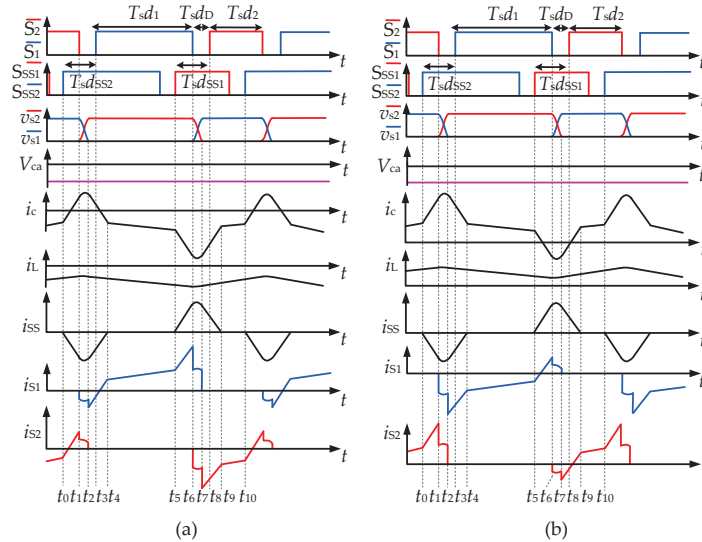 Tsd1 TsdD Tsd2
S2
S1
t
SSS1
SSS2
TsdSS2 TsdSS1
t
vs2
vs1
t
Vca
t
ic
t
iL
t
iSS
t
iS1
t
iS2
t
t0 t1 t2 t3 t4 t5 t6 t7 t8 t9 t10
(a)
Tsd1 TsdD Tsd2
S2
S1
t
SSS1
SSS2
TsdSS2 TsdSS1
t
vs2
vs1
t
Vca
t
ic
t
iL
t
iSS
t
iS1
t
iS2
t
t0 t1 t2 t3 t4 t5 t6 t7 t8 t9 t10
(b)